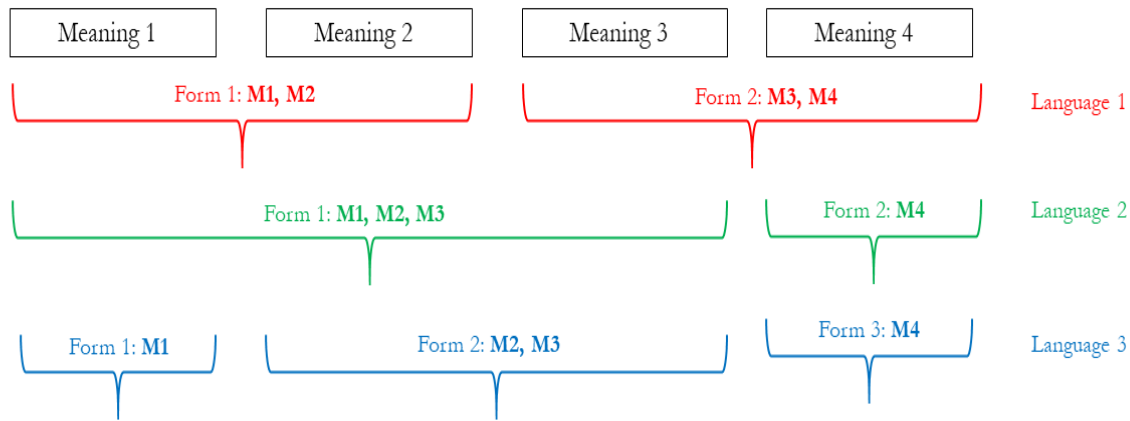 Meaning 1 Meaning 2 Meaning 3 Meaning 4
Form 1: M1, M2 Form 2: M3, M4 Language 1
Form 1: M1, M2, M3 Form 2: M4 Language 2
Form 1: M1 Form 2: M2, M3 Form 3: M4 Language 3